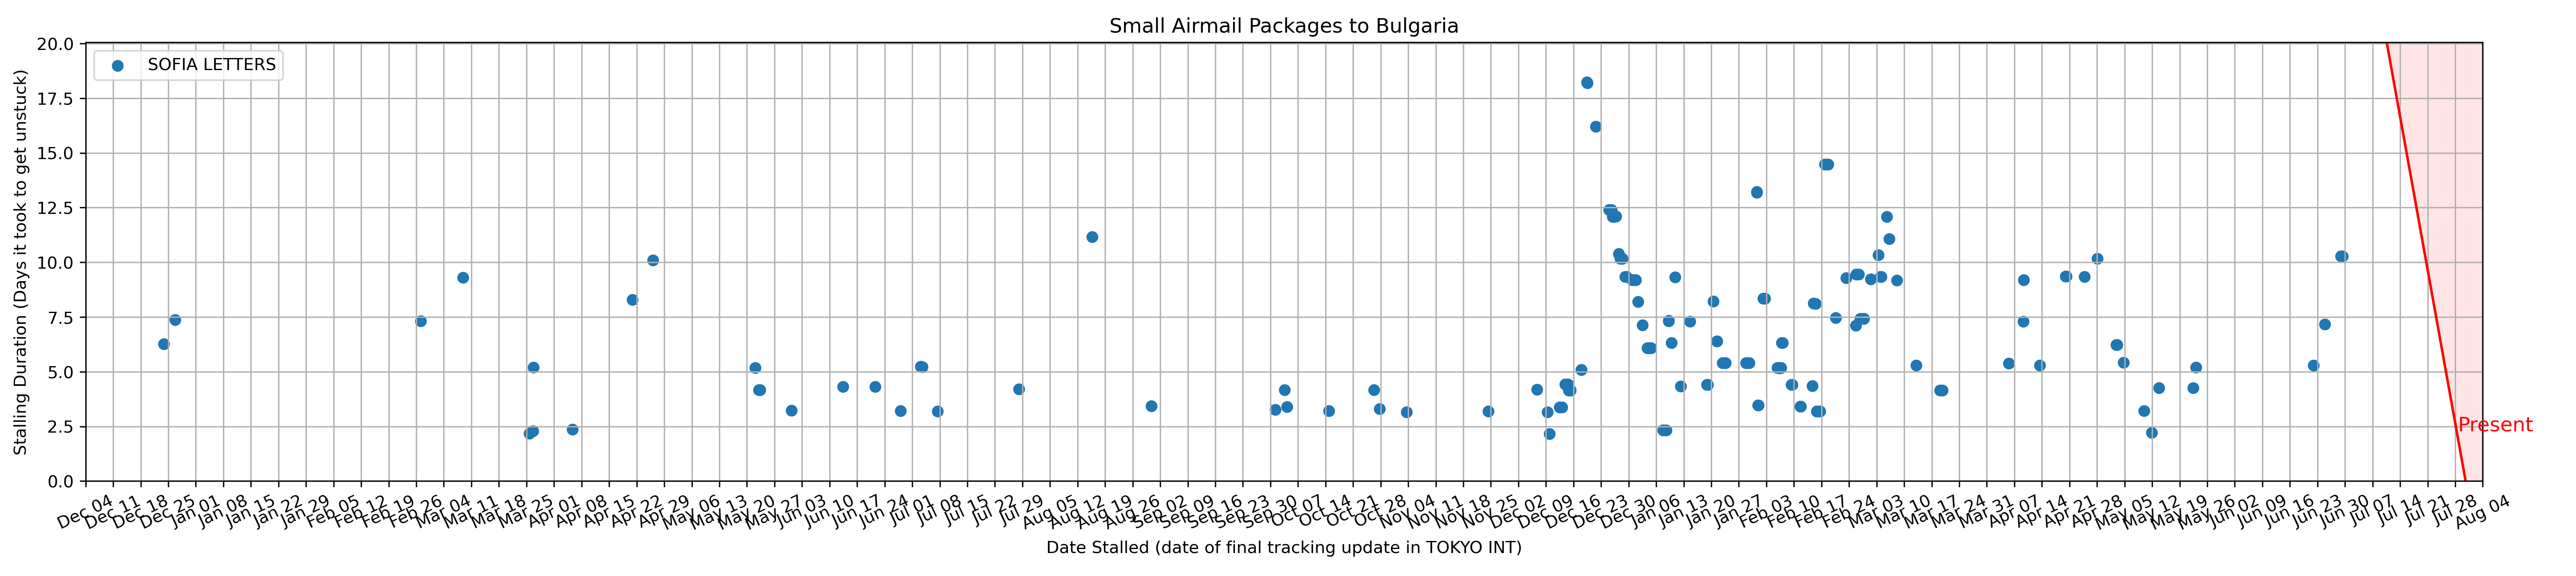 Small Airmail Packages to Bulgaria
SOFIA LETTERS
Stalling Duration (Days it took to get unstuck)
20.0
17.5
15.0
12.5
10.0
7.5
5.0
2.5
0.0
Present
Dec 04 Dec 11 Dec 18 Dec 25 Jan 01 Jan 08 Jan 15 Jan 22 Jan 29 Feb 05 Feb 12 Feb 19 Feb 26 Mar 04 Mar 11 Mar 18 Mar 25 Apr 01 Apr 08 Apr 15 Apr 22 Apr 29 May 06 May 13 May 20 May 27 Jun 03 Jun 10 Jun 17 Jun 24 Jul 01 Jul 08 Jul 15 Jul 22 Jul 29 Aug 05 Aug 12 Aug 19 Aug 26 Sep 02 Sep 09 Sep 16 Sep 23 Sep 30 Oct 07 Oct 14 Oct 21 Oct 28 Nov 04 Nov 11 Nov 18 Nov 25 Dec 02 Dec 09 Dec 16 Dec 23 Dec 30 Jan 06 Jan 13 Jan 20 Jan 27 Feb 03 Feb 10 Feb 17 Feb 24 Mar 03 Mar 10 Mar 17 Mar 24 Mar 31 Apr 07 Apr 14 Apr 21 Apr 28 May 05 May 12 May 19 May 26 Jun 02 Jun 09 Jun 16 Jun 23 Jun 30 Jul 07 Jul 14 Jul 21 Jul 28 Aug 04
Date Stalled (date of final tracking update in TOKYO INT)